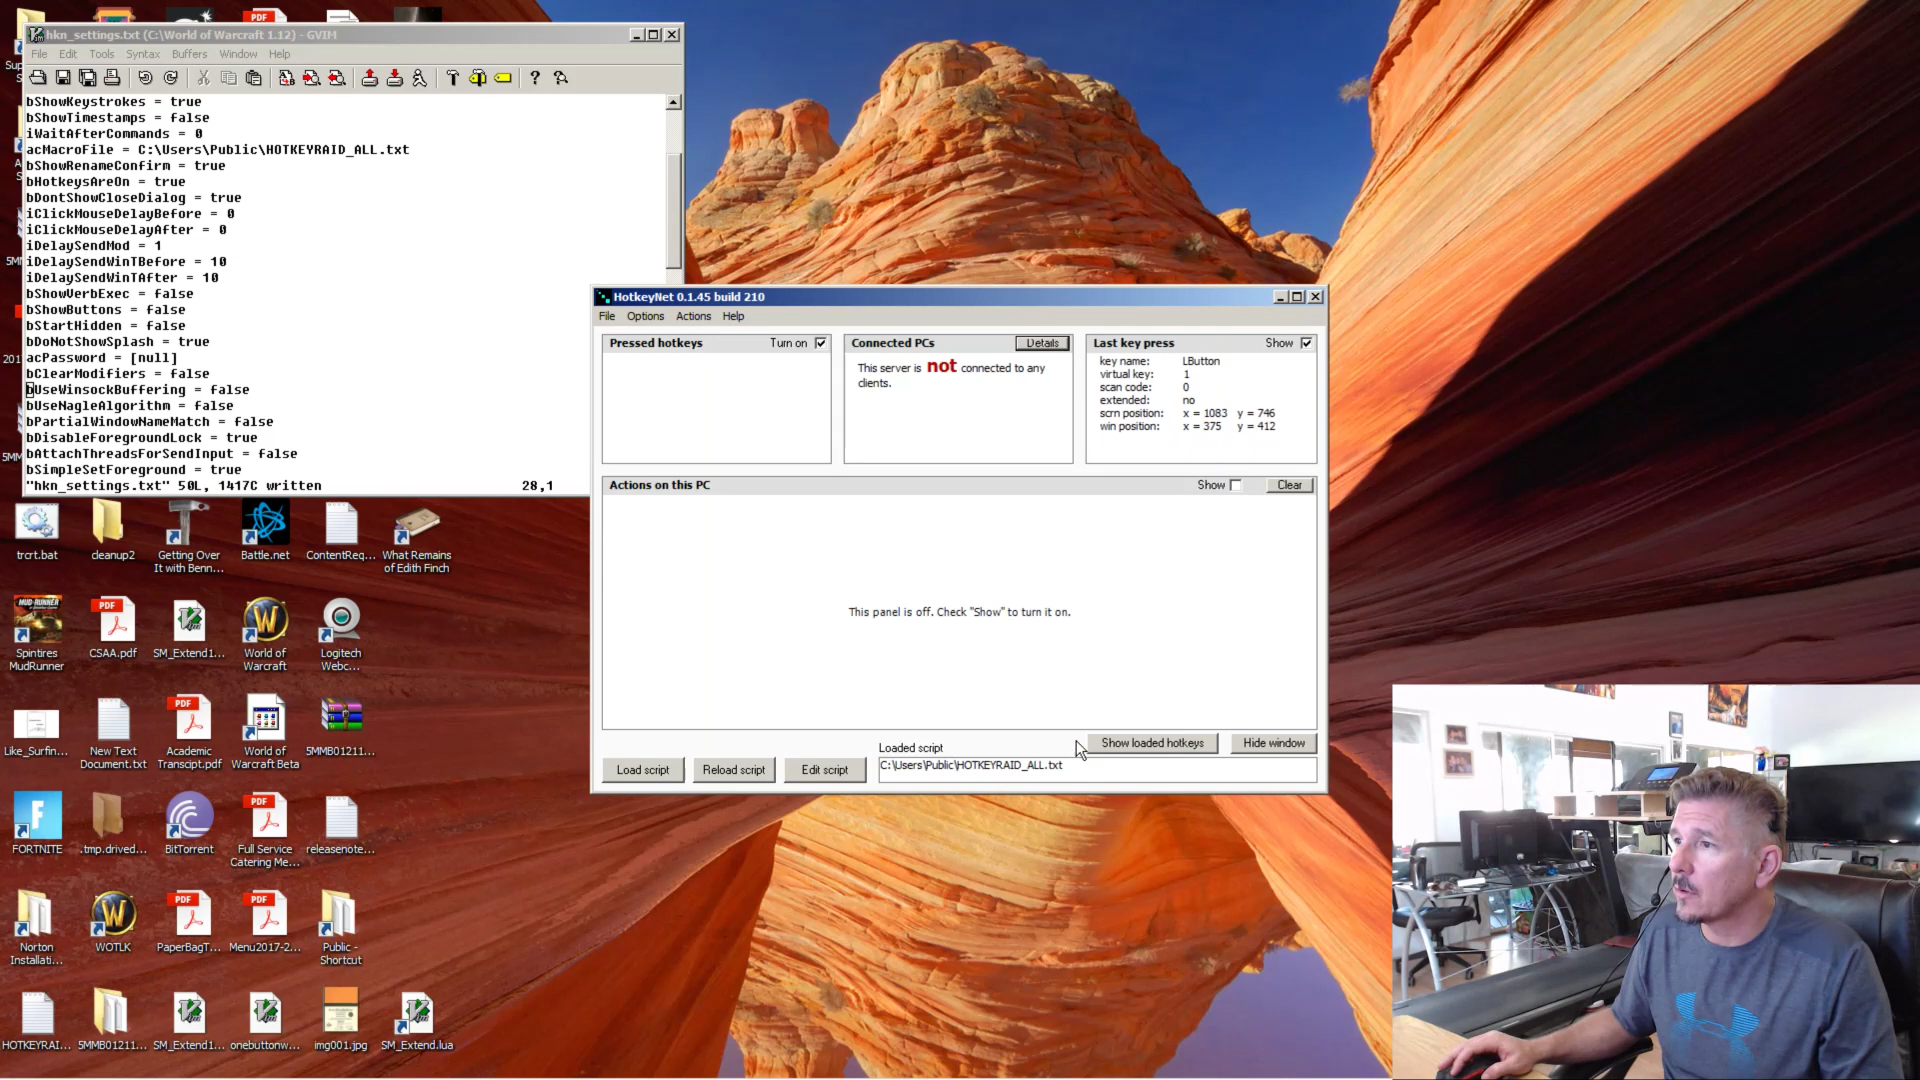 hkn_settings.txt (C:\World of Warcraft 1.12) - GVIM
File Edit Tools Syntax Buffers Window Help
bShowKeystrokes = true
bShowTimestamps = false
iWaitAfterCommands = 0
acMacroFile = C:\Users\Public\HOTKEYRAID_ALL.txt
bShowRenameConfirm = true
bHotkeysAreOn = true
bDontShowCloseDialog = true
iClickMouseDelayBefore = 0
iClickMouseDelayAfter = 0
iDelaySendMod = 1
iDelaySendWinTBefore = 10
iDelaySendWinTAfter = 10
bShowVerbExec = false
bShowButtons = false
bStartHidden = false
bDoNotShowSplash = true
acPassword = [null]
bClearModifiers = false
bUseWinsockBuffering = false
bUseNagleAlgorithm = false
bPartialWindowNameMatch = false
bDisableForegroundLock = true
bAttachThreadsForSendInput = false
bSimpleSetForeground = true
"hkn_settings.txt" 50L, 1417C written 28,1
HotkeyNet 0.1.45 build 210
File Options Actions Help
Pressed hotkeys Turn on
Connected PCs Details
This server is not connected to any
clients.
Last key press Show
key name: LButton
virtual key: 1
scan code: 0
extended: no
scrn position: x = 1083 y = 746
win position: x = 375 y = 412
Actions on this PC Show Clear
This panel is off. Check "Show" to turn it on.
Loaded script
Show loaded hotkeys Hide window
Load script Reload script Edit script
C:\Users\Public\HOTKEYRAID_ALL.txt
PDF
trcrt.bat
cleanup2
Getting Over
It with Benn...
Battle.net
ContentReq...
What Remains
of Edith Finch
Spintires
MudRunner
PDF
CSAA.pdf
SM_Extend1...
World of
Warcraft
Logitech
Webc...
Like_Surfin...
New Text
Document.txt
PDF
Academic
Transcipt.pdf
World of
Warcraft Beta
5MMB01211...
FORTNITE
.tmp.drived...
BitTorrent
PDF
Full Service
Catering Me...
releasenote...
Norton
Installati...
WOTLK
PDF
PaperBagT...
PDF
Menu2017-2...
Public -
Shortcut
HOTKEYRAI...
5MMB01211...
SM_Extend1...
onebuttonw...
img001.jpg
SM_Extend.lua